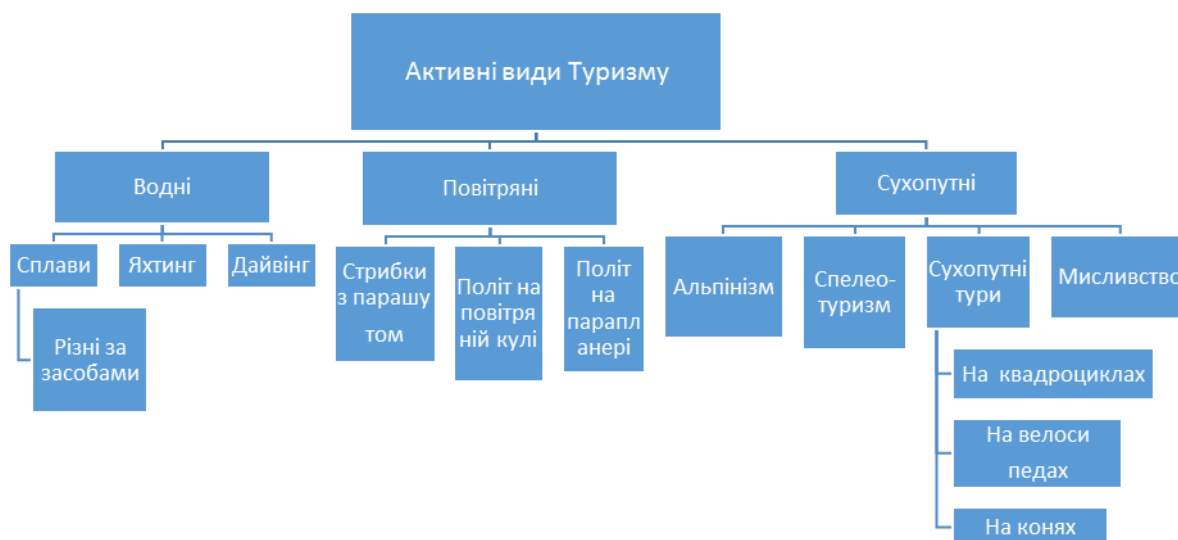 Активні види Туризму
Водні
Повітряні
Сухопутні
Сплави
Яхтинг
Дайвінг
Різні за
засобами
Стрибки
з парашу
том
Політ на
повітря
ній кулі
Політ
на
парапл
анері
Альпінізм
Спелео-
туризм
Сухопутні
тури
Мисливство
На квадроциклах
На велоси
педах
На конях